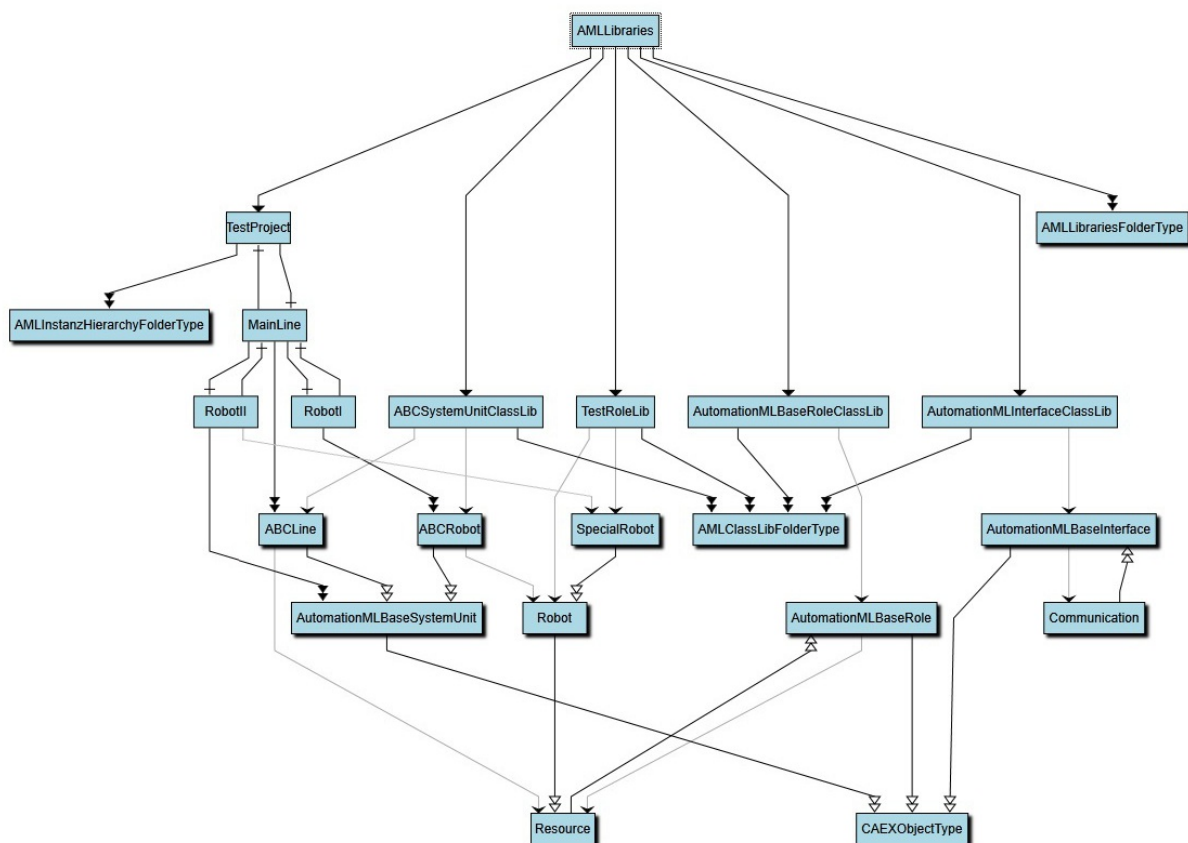 AMLLibraries
TestProject
AMLLibrariesFolderType
AMLInstanzHierarchyFolderType
MainLine
RobotII
RobotI
ABCSystemUnitClassLib
TestRoleLib
AutomationMLBaseRoleClassLib
AutomationMLInterfaceClassLib
ABCLine
ABCRobot
SpecialRobot
AMLClassLibFolderType
AutomationMLBaseInterface
AutomationMLBaseSystemUnit
Robot
AutomationMLBaseRole
Communication
Resource
CAEXObjectType